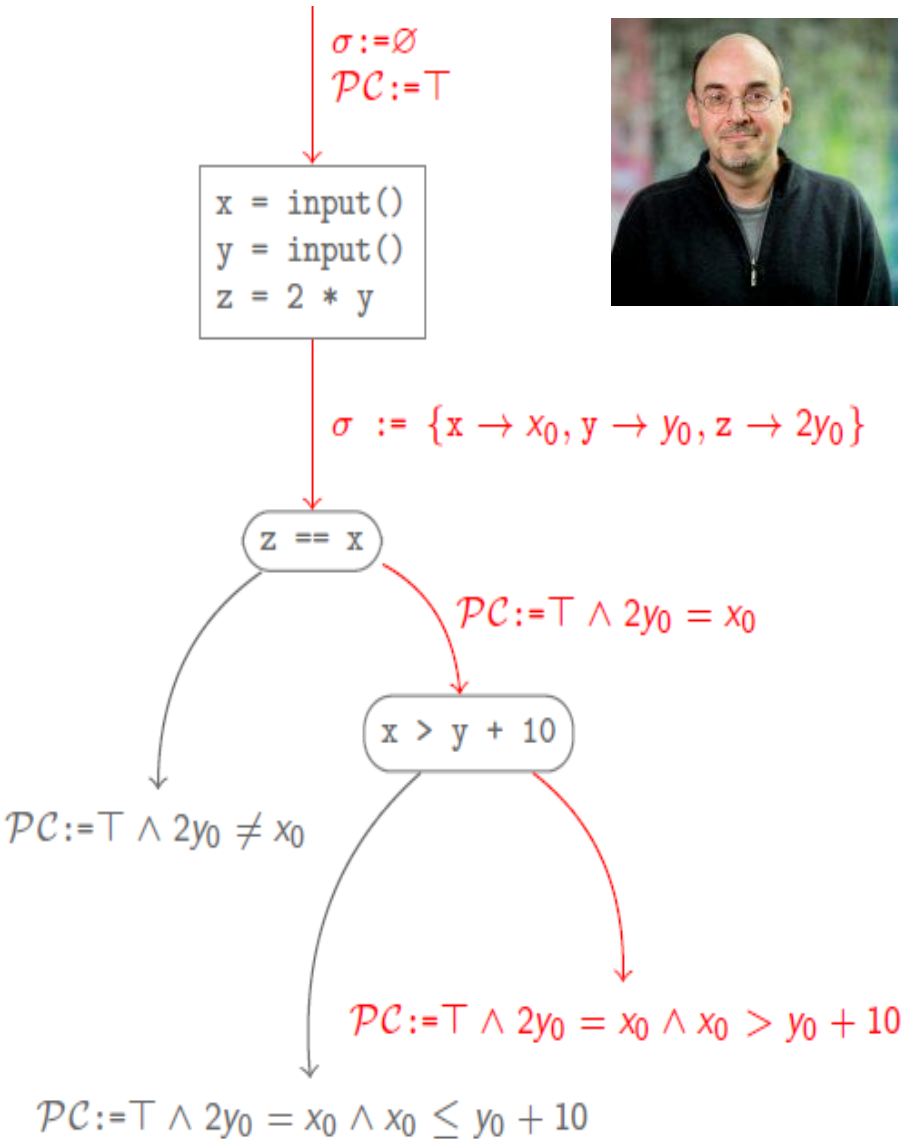 σ:=∅
𝒫𝒞:=⊤
x = input()
y = input()
z = 2 * y
σ := {x → x₀, y → y₀, z → 2y₀}
z == x
𝒫𝒞:=⊤ ∧ 2y₀ = x₀
x > y + 10
𝒫𝒞:=⊤ ∧ 2y₀ ≠ x₀
𝒫𝒞:=⊤ ∧ 2y₀ = x₀ ∧ x₀ > y₀ + 10
𝒫𝒞:=⊤ ∧ 2y₀ = x₀ ∧ x₀ ≤ y₀ + 10